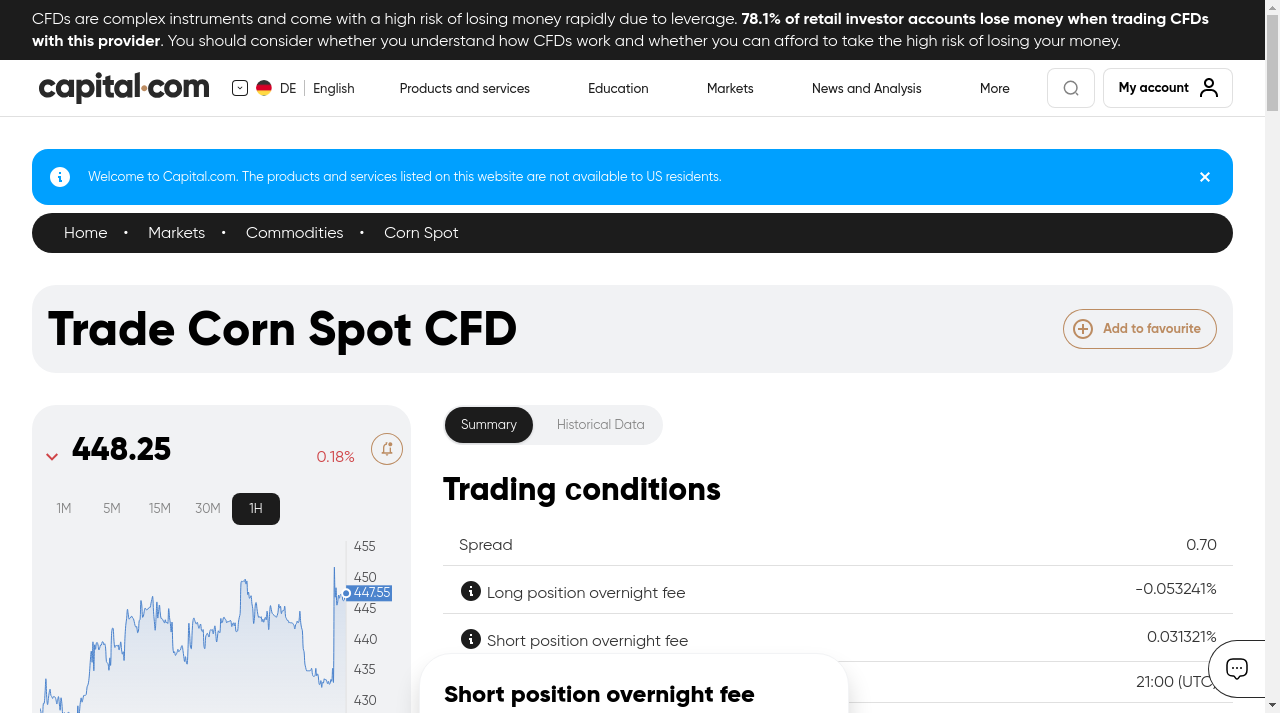 CFDs are complex instruments and come with a high risk of losing money rapidly due to leverage. 78.1% of retail investor accounts lose money when trading CFDs
with this provider. You should consider whether you understand how CFDs work and whether you can afford to take the high risk of losing your money.
capital.com
DE English Products and services Education Markets News and Analysis More My account
Welcome to Capital.com. The products and services listed on this website are not available to US residents.
Home • Markets • Commodities • Corn Spot
Trade Corn Spot CFD
Add to favourite
448.25
0.18%
1M 5M 15M 30M 1H
455
450
447.55
445
440
435
430
Summary Historical Data
Trading conditions
Spread 0.70
Long position overnight fee -0.053241%
Short position overnight fee 0.031321%
21:00 (UTC)
Short position overnight fee